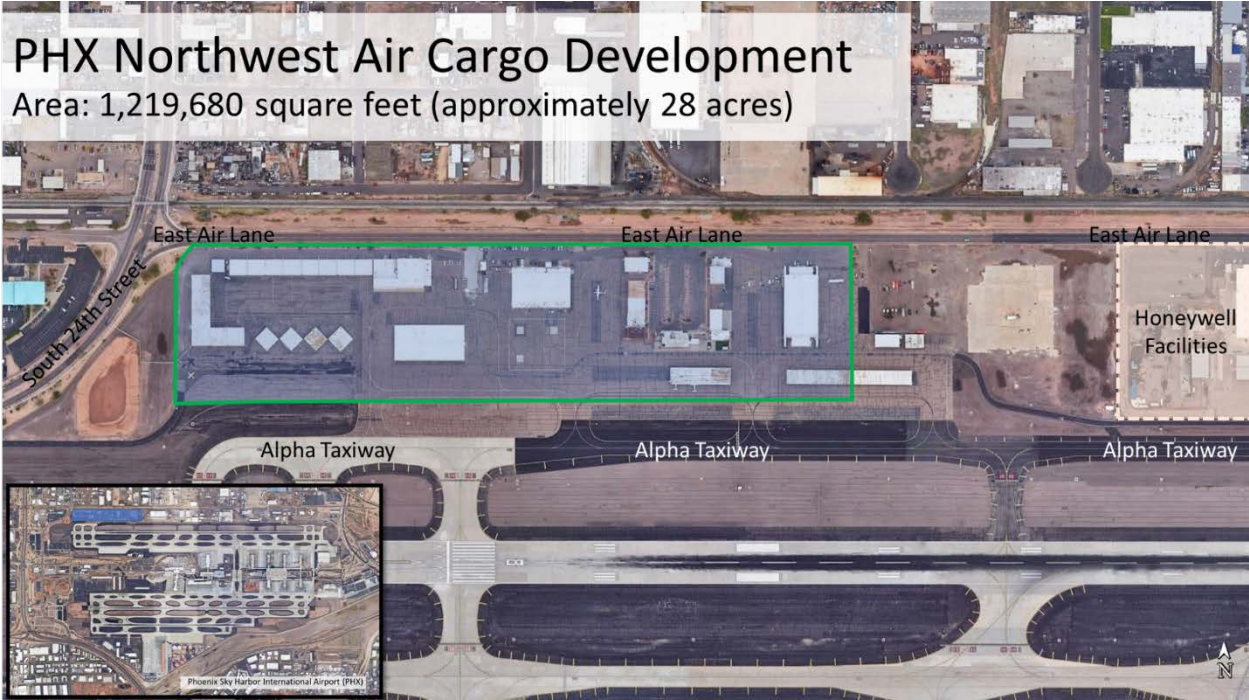 PHX Northwest Air Cargo Development
Area: 1,219,680 square feet (approximately 28 acres)
East Air Lane
East Air Lane
East Air Lane
South 24th Street
Honeywell
Facilities
Alpha Taxiway
Alpha Taxiway
Alpha Taxiway
Phoenix Sky Harbor International Airport (PHX)
N